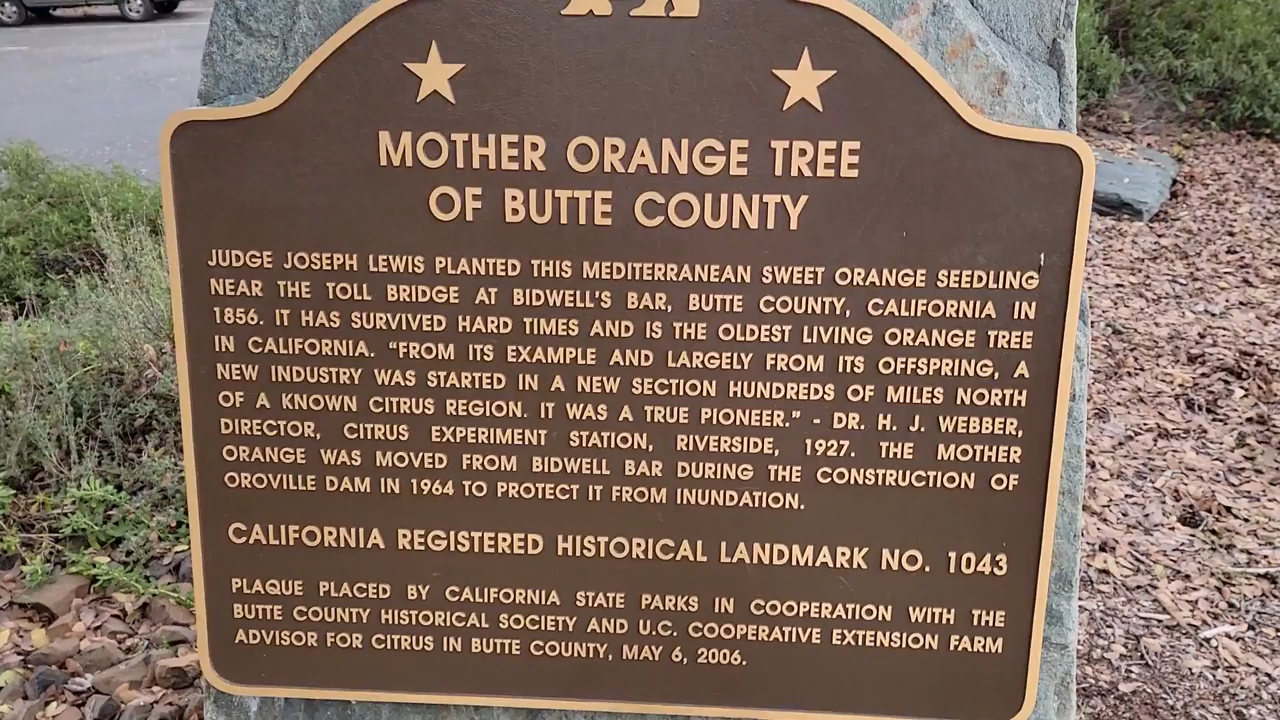 MOTHER ORANGE TREE
OF BUTTE COUNTY
JUDGE JOSEPH LEWIS PLANTED THIS MEDITERRANEAN SWEET ORANGE SEEDLING
NEAR THE TOLL BRIDGE AT BIDWELL'S BAR, BUTTE COUNTY, CALIFORNIA IN
1856. IT HAS SURVIVED HARD TIMES AND IS THE OLDEST LIVING ORANGE TREE
IN CALIFORNIA. "FROM ITS EXAMPLE AND LARGELY FROM ITS OFFSPRING, A
NEW INDUSTRY WAS STARTED IN A NEW SECTION HUNDREDS OF MILES NORTH
OF A KNOWN CITRUS REGION. IT WAS A TRUE PIONEER." - DR. H. J. WEBBER,
DIRECTOR, CITRUS EXPERIMENT STATION, RIVERSIDE, 1927. THE MOTHER
ORANGE WAS MOVED FROM BIDWELL BAR DURING THE CONSTRUCTION OF
OROVILLE DAM IN 1964 TO PROTECT IT FROM INUNDATION.
CALIFORNIA REGISTERED HISTORICAL LANDMARK NO. 1043
PLAQUE PLACED BY CALIFORNIA STATE PARKS IN COOPERATION WITH THE
BUTTE COUNTY HISTORICAL SOCIETY AND U.C. COOPERATIVE EXTENSION FARM
ADVISOR FOR CITRUS IN BUTTE COUNTY, MAY 6, 2006.